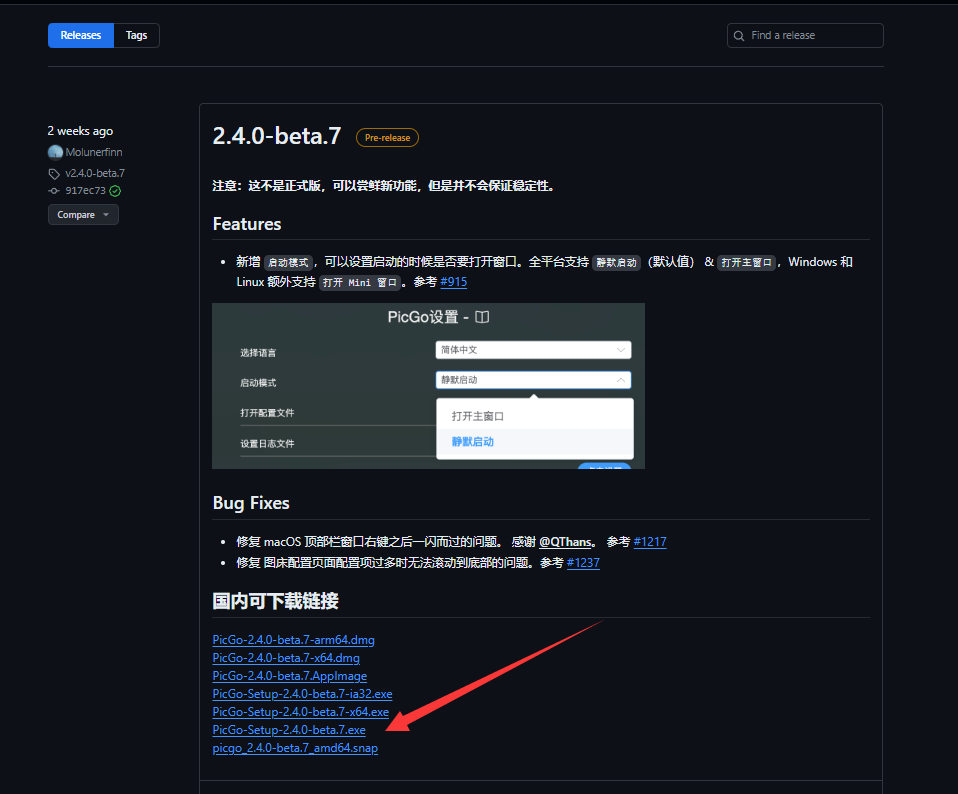 Releases Tags Find a release
2 weeks ago
Molunerfinn
v2.4.0-beta.7
917ec73
Compare
2.4.0-beta.7 Pre-release
注意：这不是正式版，可以尝鲜新功能，但是并不会保证稳定性。
Features
新增 启动模式，可以设置启动的时候是否要打开窗口。全平台支持 静默启动（默认值） & 打开主窗口，Windows 和
Linux 额外支持 打开 Mini 窗口。参考 #915
PicGo设置 -
选择语言 简体中文
启动模式 静默启动
打开配置文件 打开主窗口
设置日志文件 静默启动
Bug Fixes
修复 macOS 顶部栏窗口右键之后一闪而过的问题。 感谢 @QThans。 参考 #1217
修复 图床配置页面配置项过多时无法滚动到底部的问题。参考 #1237
国内可下载链接
PicGo-2.4.0-beta.7-arm64.dmg
PicGo-2.4.0-beta.7-x64.dmg
PicGo-2.4.0-beta.7.AppImage
PicGo-Setup-2.4.0-beta.7-ia32.exe
PicGo-Setup-2.4.0-beta.7-x64.exe
PicGo-Setup-2.4.0-beta.7.exe
picgo_2.4.0-beta.7_amd64.snap